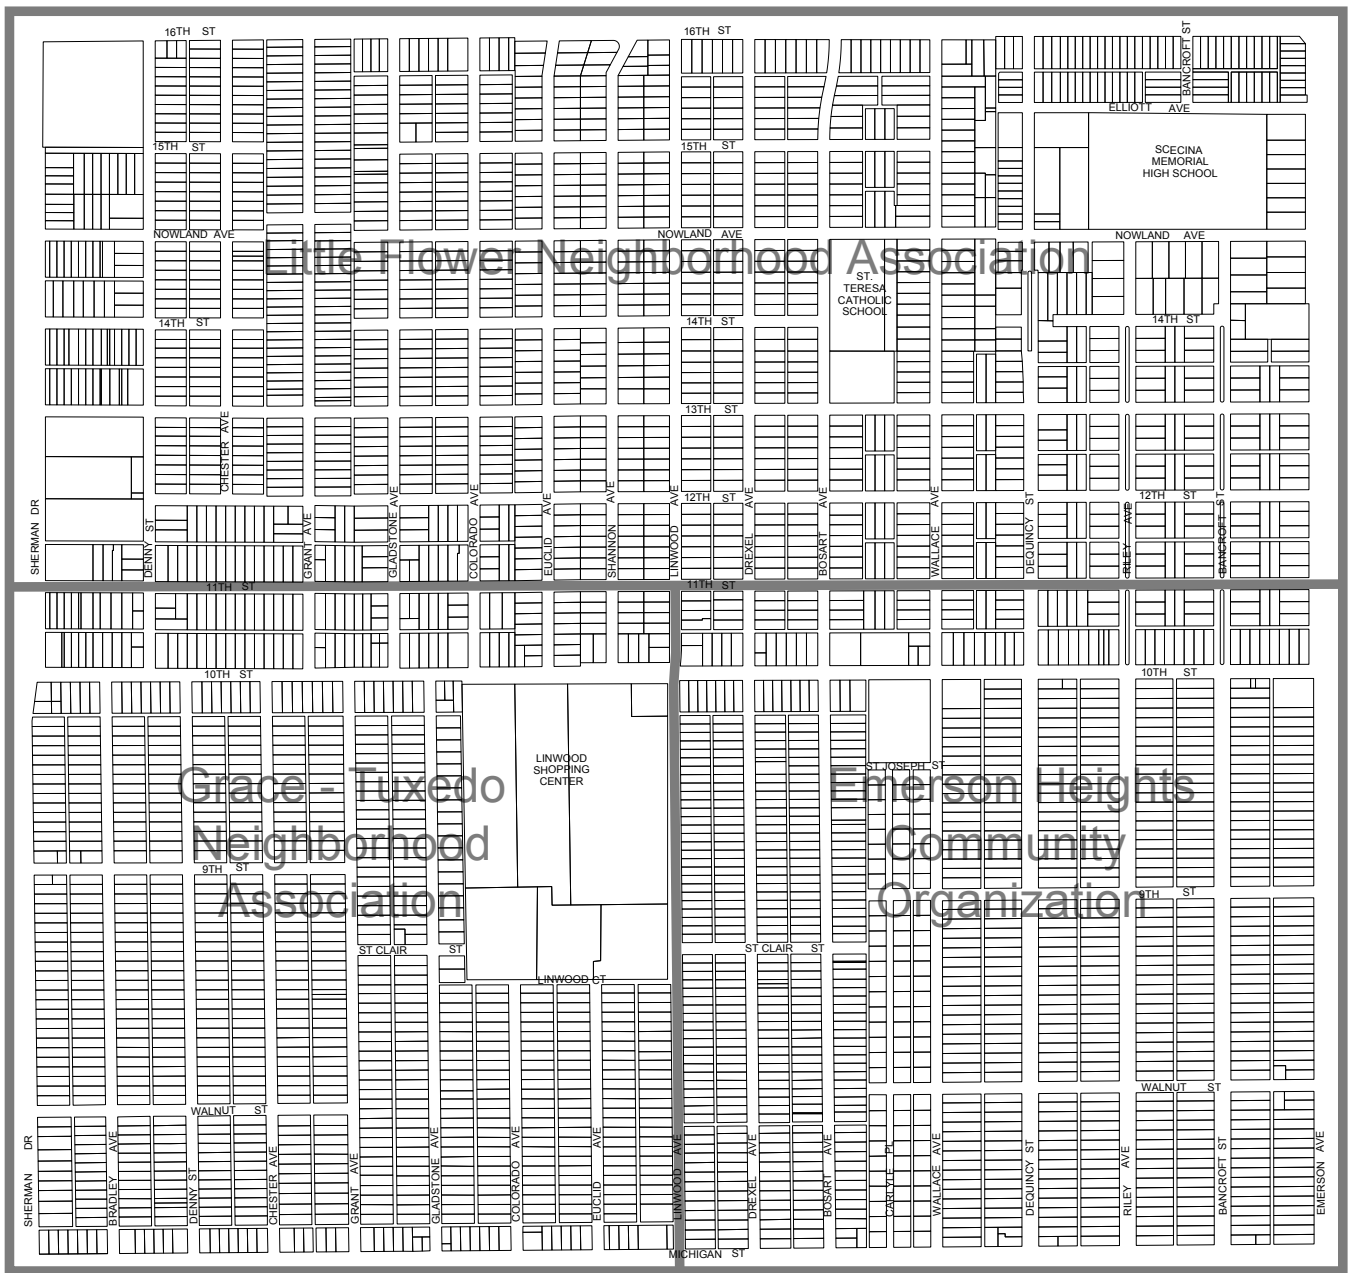 16TH ST
16TH ST
BANCROFT ST
ELLIOTT AVE
15TH ST
15TH ST
SCECINA
MEMORIAL
HIGH SCHOOL
NOWLAND AVE
NOWLAND AVE
NOWLAND AVE
Little Flower Neighborhood Association
ST.
TERESA
CATHOLIC
SCHOOL
14TH ST
14TH ST
14TH ST
13TH ST
CHESTER AVE
12TH ST
12TH ST
SHERMAN DR
DENNY ST
GRANT AVE
GLADSTONE AVE
COLORADO AVE
EUCLID AVE
SHANNON AVE
LINWOOD AVE
DREXEL AVE
BOSART AVE
WALLACE AVE
DEQUINCY ST
RILEY AVE
BANCROFT ST
11TH ST
11TH ST
10TH ST
10TH ST
LINWOOD
SHOPPING
CENTER
ST JOSEPH ST
Grace - Tuxedo
Neighborhood
Association
Emerson Heights
Community
Organization
9TH ST
9TH ST
ST CLAIR ST
ST CLAIR ST
LINWOOD CT
WALNUT ST
WALNUT ST
SHERMAN DR
BRADLEY AVE
DENNY ST
CHESTER AVE
GRANT AVE
GLADSTONE AVE
COLORADO AVE
EUCLID AVE
LINWOOD AVE
DREXEL AVE
BOSART AVE
CARLYLE PL
WALLACE AVE
DEQUINCY ST
RILEY AVE
BANCROFT ST
EMERSON AVE
MICHIGAN ST